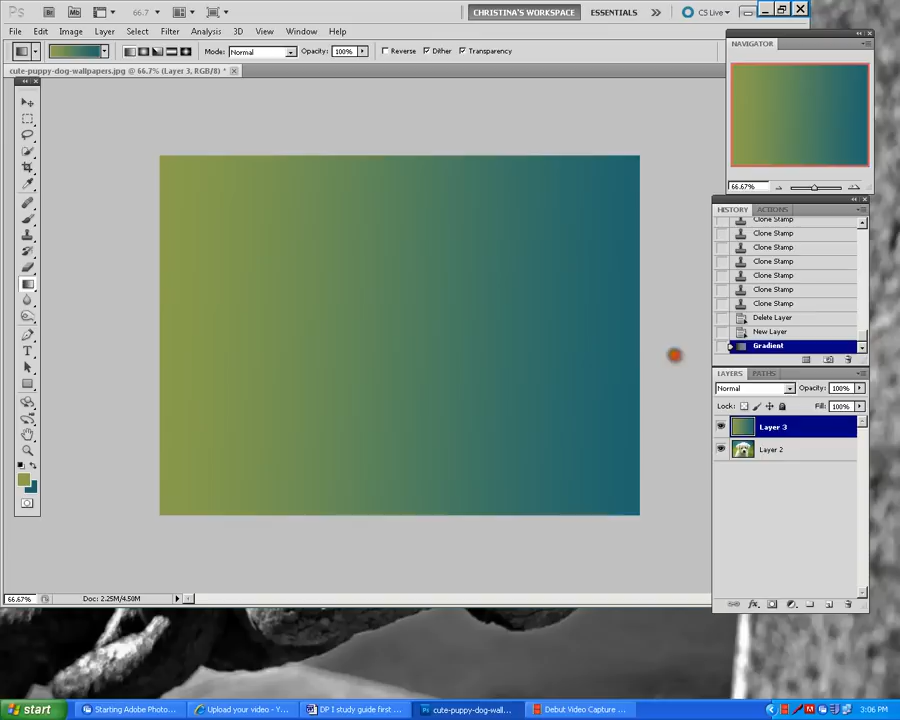 Ps Br Mb 66.7 CHRISTINA'S WORKSPACE ESSENTIALS CS Live
File Edit Image Layer Select Filter Analysis 3D View Window Help
Mode: Normal Opacity: 100% Reverse Dither Transparency
cute-puppy-dog-wallpapers.jpg @ 66.7% (Layer 3, RGB/8) *
NAVIGATOR
66.67%
HISTORY ACTIONS
Clone Stamp
Clone Stamp
Clone Stamp
Clone Stamp
Clone Stamp
Clone Stamp
Clone Stamp
Delete Layer
New Layer
Gradient
LAYERS PATHS
Normal Opacity: 100%
Lock: Fill: 100%
Layer 3
Layer 2
T
fx
66.67% Doc: 2.25M/4.50M
start Starting Adobe Photo... Upload your video - Y... DP I study guide first ... Ps cute-puppy-dog-wall... Debut Video Capture ... 3:06 PM